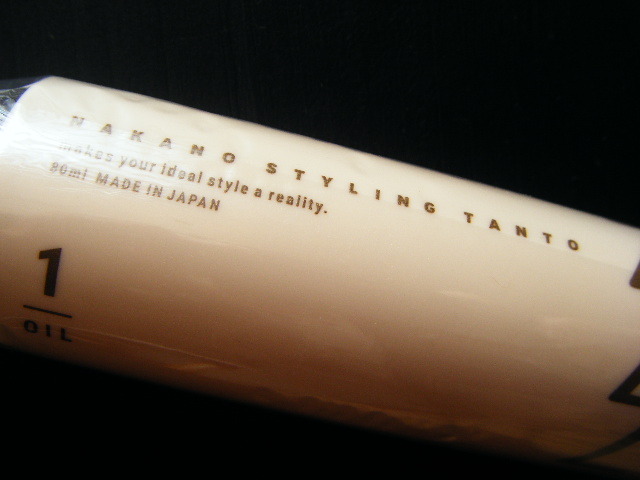 NAKANO STYLING TANTO
makes your ideal style a reality.
80ml MADE IN JAPAN
1
OIL